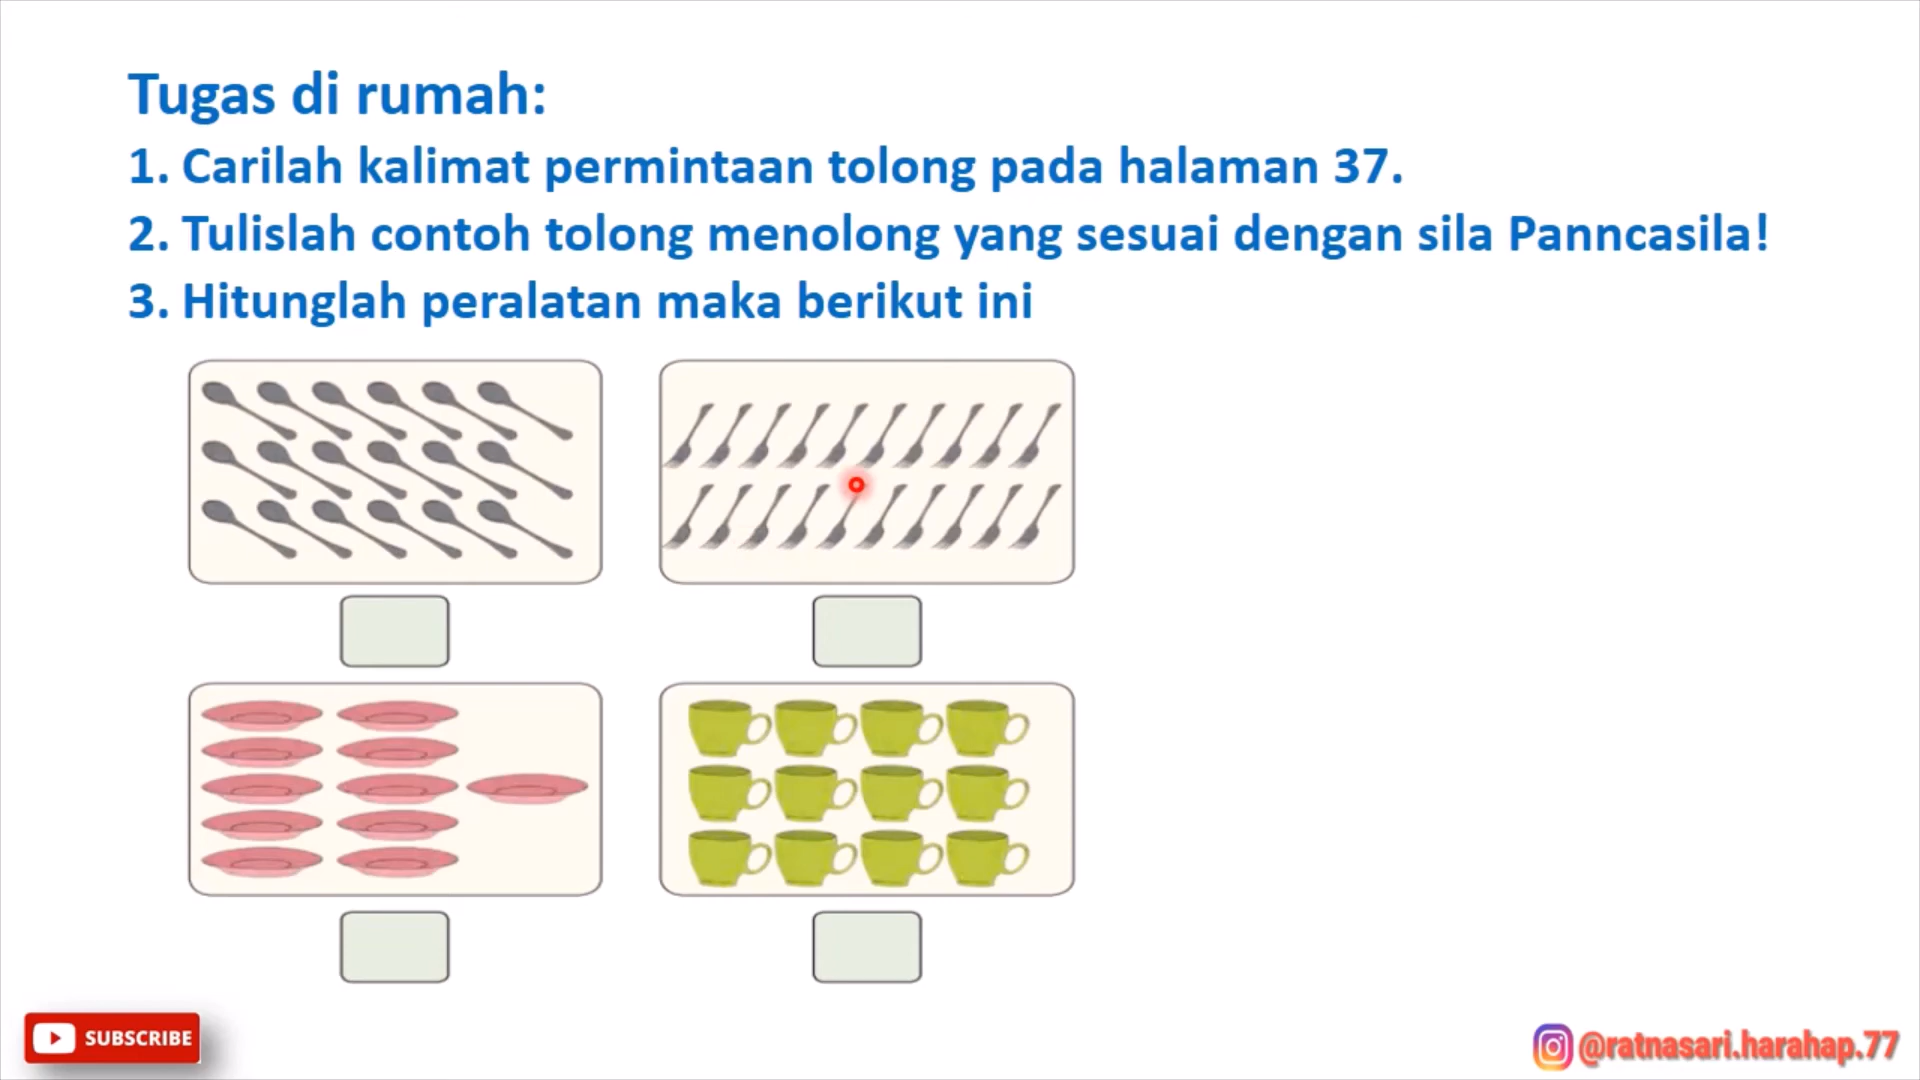 Tugas di rumah:
1. Carilah kalimat permintaan tolong pada halaman 37.
2. Tulislah contoh tolong menolong yang sesuai dengan sila Panncasila!
3. Hitunglah peralatan maka berikut ini
SUBSCRIBE
@ratnasari.harahap.77